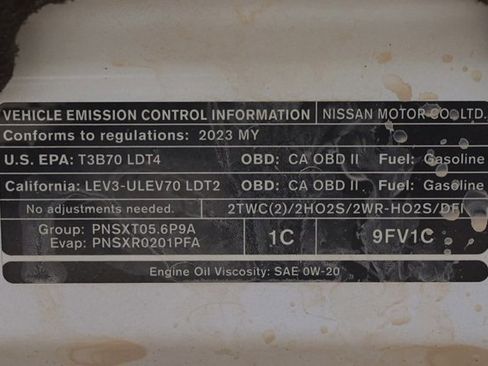 VEHICLE EMISSION CONTROL INFORMATION NISSAN MOTOR CO.,LTD.
Conforms to regulations: 2023 MY
U.S. EPA: T3B70 LDT4 OBD: CA OBD II Fuel: Gasoline
California: LEV3-ULEV70 LDT2 OBD: CA OBD II Fuel: Gasoline
No adjustments needed. 2TWC(2)/2HO2S/2WR-HO2S/DFI
Group: PNSXT05.6P9A
Evap: PNSXR0201PFA
1C 9FV1C
Engine Oil Viscosity: SAE 0W-20